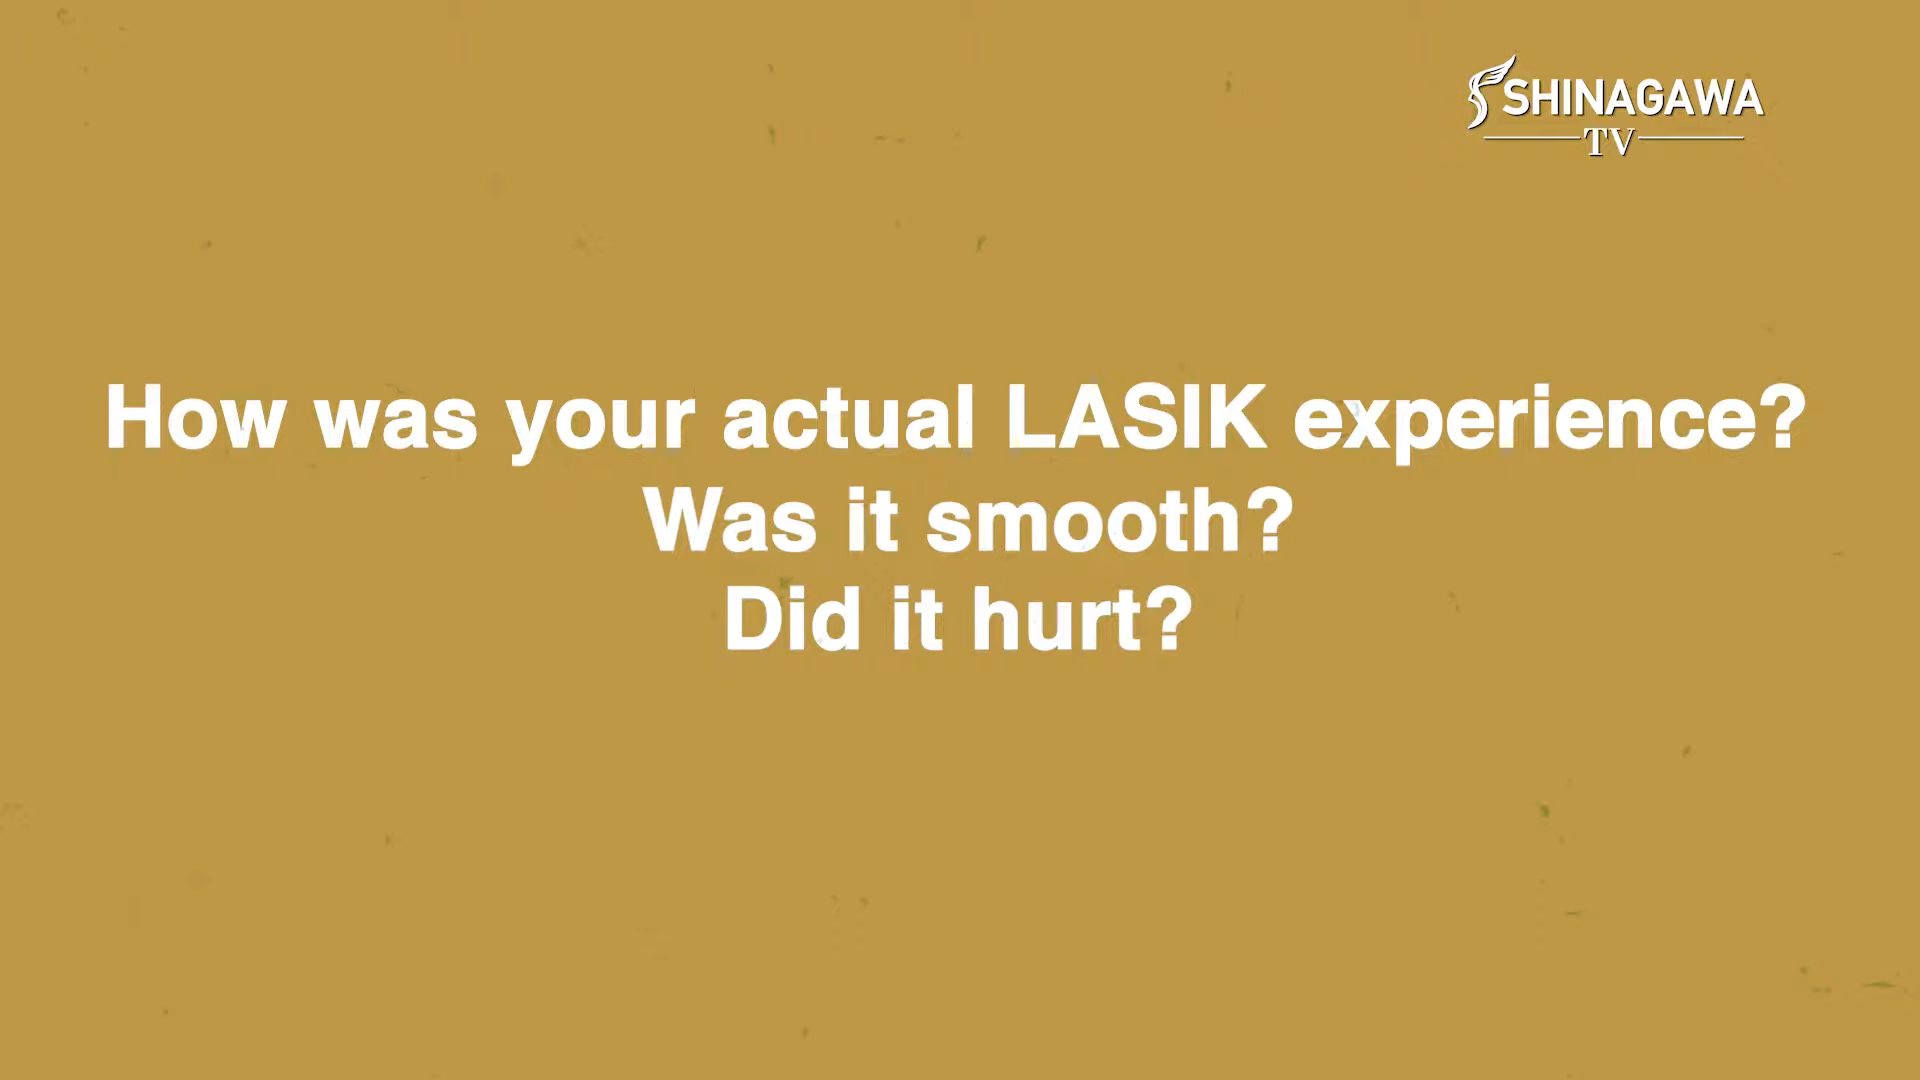 SHINAGAWA
TV
How was your actual LASIK experience?
Was it smooth?
Did it hurt?